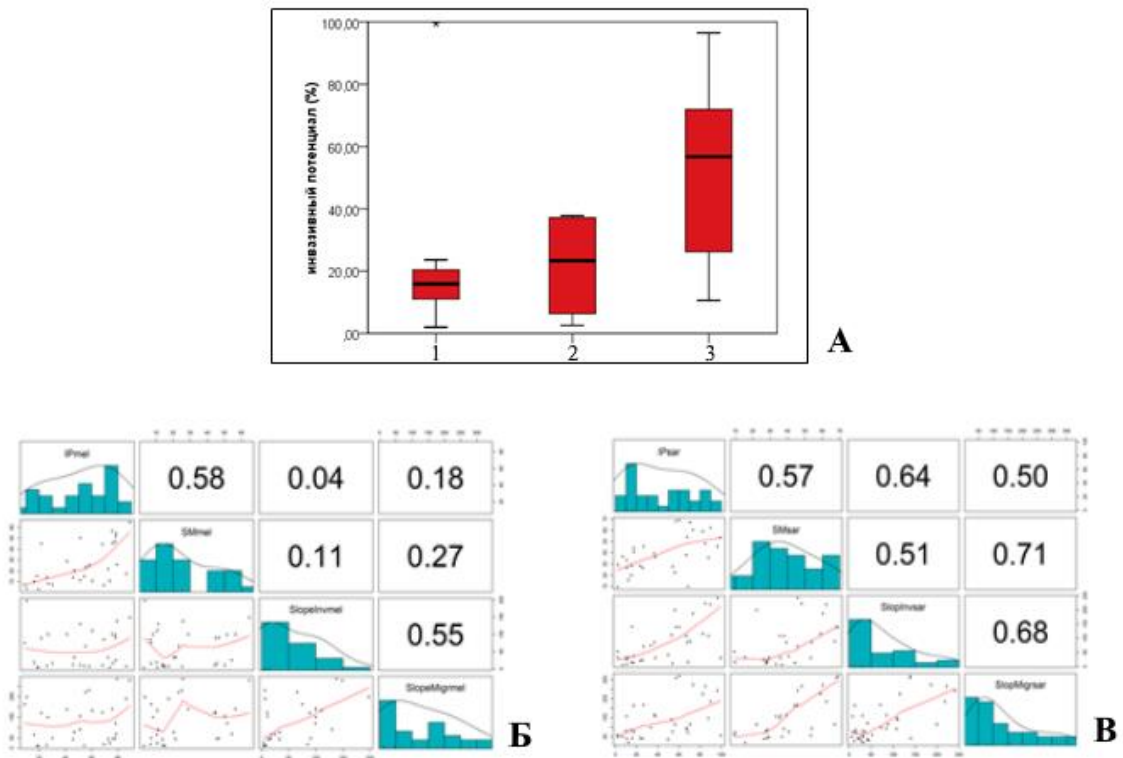 100,00
80,00
60,00
40,00
20,00
,00
инвазивный потенциал (%)
1 2 3
А
IPmel 0.58 0.04 0.18
SMmel 0.11 0.27
SlopeInvmel 0.55
SlopeMigrmel
Б
IPsar 0.57 0.64 0.50
SMsar 0.51 0.71
SlopInvsar 0.68
SlopMigrsar
В